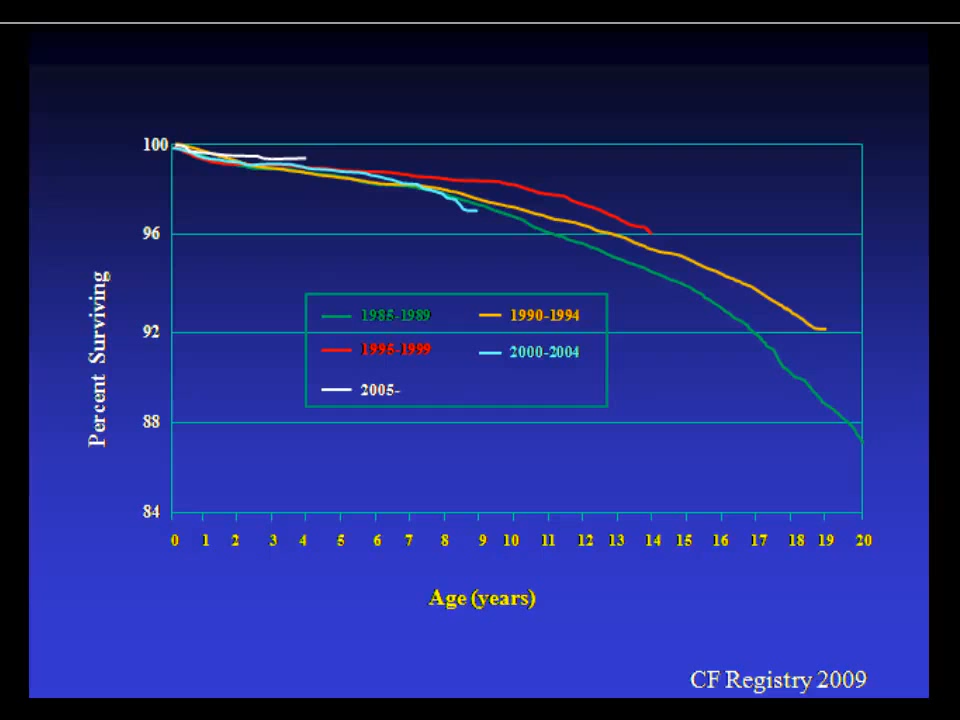 100
96
92
88
84
Percent Surviving
1985-1989
1990-1994
1995-1999
2000-2004
2005-
0 1 2 3 4 5 6 7 8 9 10 11 12 13 14 15 16 17 18 19 20
Age (years)
CF Registry 2009